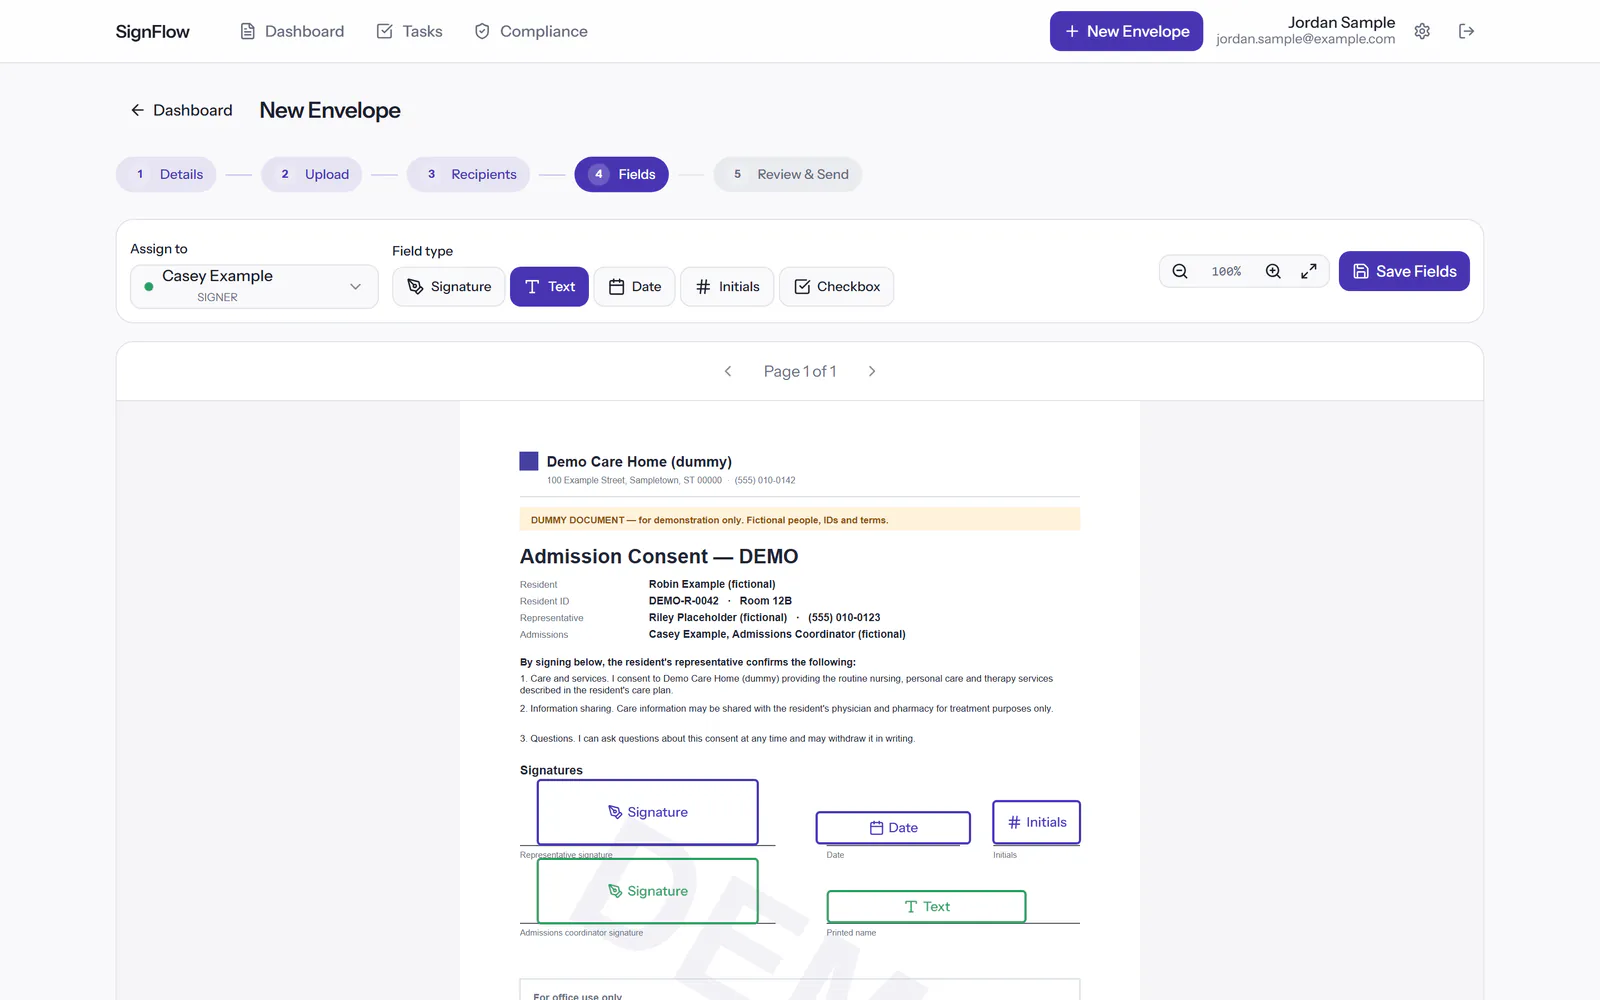 SignFlow
Dashboard
Tasks
Compliance
New Envelope
Jordan Sample
jordan.sample@example.com
Dashboard
New Envelope
1 Details
2 Upload
3 Recipients
4 Fields
5 Review & Send
Assign to
Casey Example
SIGNER
Field type
Signature
Text
Date
Initials
Checkbox
100%
Save Fields
Page 1 of 1
Demo Care Home (dummy)
100 Example Street, Sampletown, ST 00000 · (555) 010-0142
DUMMY DOCUMENT — for demonstration only. Fictional people, IDs and terms.
Admission Consent — DEMO
Resident Robin Example (fictional)
Resident ID DEMO-R-0042 · Room 12B
Representative Riley Placeholder (fictional) · (555) 010-0123
Admissions Casey Example, Admissions Coordinator (fictional)
By signing below, the resident's representative confirms the following:
1. Care and services. I consent to Demo Care Home (dummy) providing the routine nursing, personal care and therapy services
described in the resident's care plan.
2. Information sharing. Care information may be shared with the resident's physician and pharmacy for treatment purposes only.
3. Questions. I can ask questions about this consent at any time and may withdraw it in writing.
Signatures
Signature
Date
Initials
Representative signature
Date
Initials
Signature
Text
Admissions coordinator signature
Printed name
For office use only